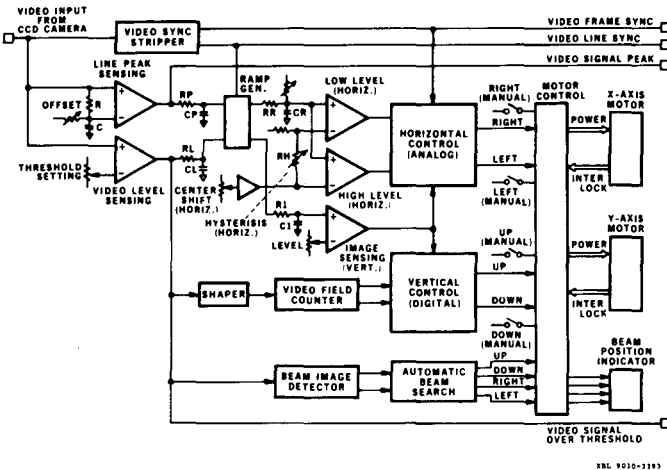 VIDEO INPUT
FROM
CCD CAMERA
VIDEO SYNC
STRIPPER
VIDEO FRAME SYNC
VIDEO LINE SYNC
VIDEO SIGNAL PEAK
LINE PEAK
SENSING
RAMP
GEN.
LOW LEVEL
(HORIZ.)
RIGHT
(MANUAL)
MOTOR
CONTROL
X-AXIS
MOTOR
OFFSET
R
C
+
-
RP
CP
RR
CR
+
-
HORIZONTAL
CONTROL
(ANALOG)
RIGHT
POWER
THRESHOLD
SETTING
+
-
VIDEO LEVEL
SENSING
RL
CL
RH
+
-
LEFT
LEFT
(MANUAL)
INTER
LOCK
CENTER
SHIFT
(HORIZ.)
HYSTERISIS
(HORIZ.)
HIGH LEVEL
(HORIZ.)
R1
C1
LEVEL
+
-
IMAGE
SENSING
(VERT.)
UP
(MANUAL)
UP
Y-AXIS
MOTOR
POWER
SHAPER
VIDEO FIELD
COUNTER
VERTICAL
CONTROL
(DIGITAL)
DOWN
DOWN
(MANUAL)
INTER
LOCK
BEAM IMAGE
DETECTOR
AUTOMATIC
BEAM
SEARCH
UP
DOWN
RIGHT
LEFT
BEAM
POSITION
INDICATOR
VIDEO SIGNAL
OVER THRESHOLD
XBL 9010-3395